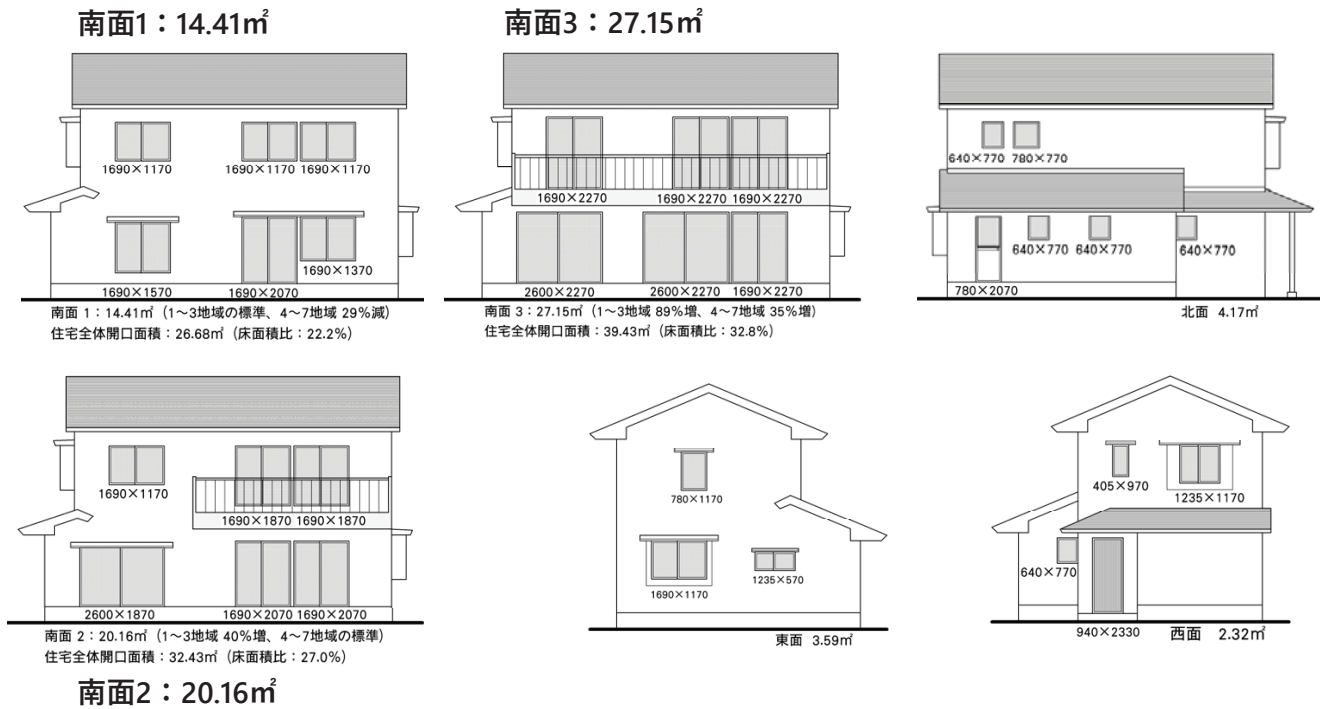 南面1：14.41㎡
1690×1170
1690×1170
1690×1170
1690×1370
1690×1570
1690×2070
南面 1：14.41㎡（1～3地域の標準、4～7地域 29%減）
住宅全体開口面積：26.68㎡（床面積比：22.2%）
南面3：27.15㎡
1690×2270
1690×2270
1690×2270
2600×2270
2600×2270
1690×2270
南面 3：27.15㎡（1～3地域 89%増、4～7地域 35%増）
住宅全体開口面積：39.43㎡（床面積比：32.8%）
640×770
780×770
640×770
640×770
640×770
780×2070
北面 4.17㎡
1690×1170
1690×1870
1690×1870
2600×1870
1690×2070
1690×2070
南面 2：20.16㎡（1～3地域 40%増、4～7地域の標準）
住宅全体開口面積：32.43㎡（床面積比：27.0%）
南面2：20.16㎡
780×1170
1235×570
1690×1170
東面 3.59㎡
405×970
1235×1170
640×770
940×2330
西面 2.32㎡